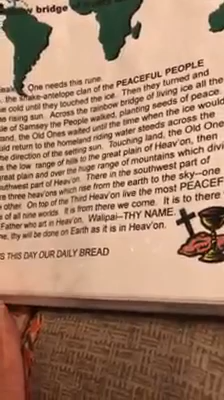 bridge
One needs this rune.
the snake-antelope clan of the PEACEFUL PEOPLE
cold until they touched the ice. Then they turned and
rising sun. Across the rainbow bridge of living ice all the
of Samsey the People walked, planting seeds of peace.
land, the Old Ones waited until the time when the ice would
return to the homeland riding water steeds across the
the direction of the setting sun. Touching land, the Old One
the low range of hills to the great plain of Heav'on, then
great plain and over the huge range of mountains which divi
southwest part of Heav'on. There in the southwest part of
three heav'ons which rise from the earth to the sky--one
other. On top of the Third Heav'on live the most PEACEF
of all nine worlds. It is from there we come. It is to there
Father who art in Heav'on. Walipai--THY NAME.
thy will be done on Earth as it is in Heav'on.
S THIS DAY OUR DAILY BREAD